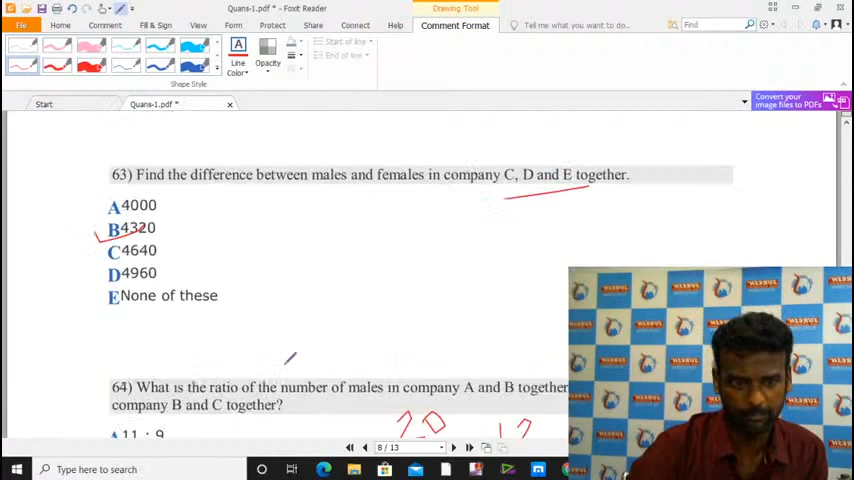 Quans-1.pdf * - Foxt Reader
Drawing Tool
File
Home
Comment
Fill & Sign
View
Form
Protect
Share
Connect
Help
Comment Format
Tell me what you want to do...
Find
Line Color
Opacity
Start of line
End of line
Shape Style
Start
Quans-1.pdf *
Convert your image files to PDFs
63) Find the difference between males and females in company C, D and E together.
A 4000
B 4320
C 4640
D 4960
E None of these
64) What is the ratio of the number of males in company A and B together
company B and C together?
20
12
A 11 : 9
8 / 13
Type here to search